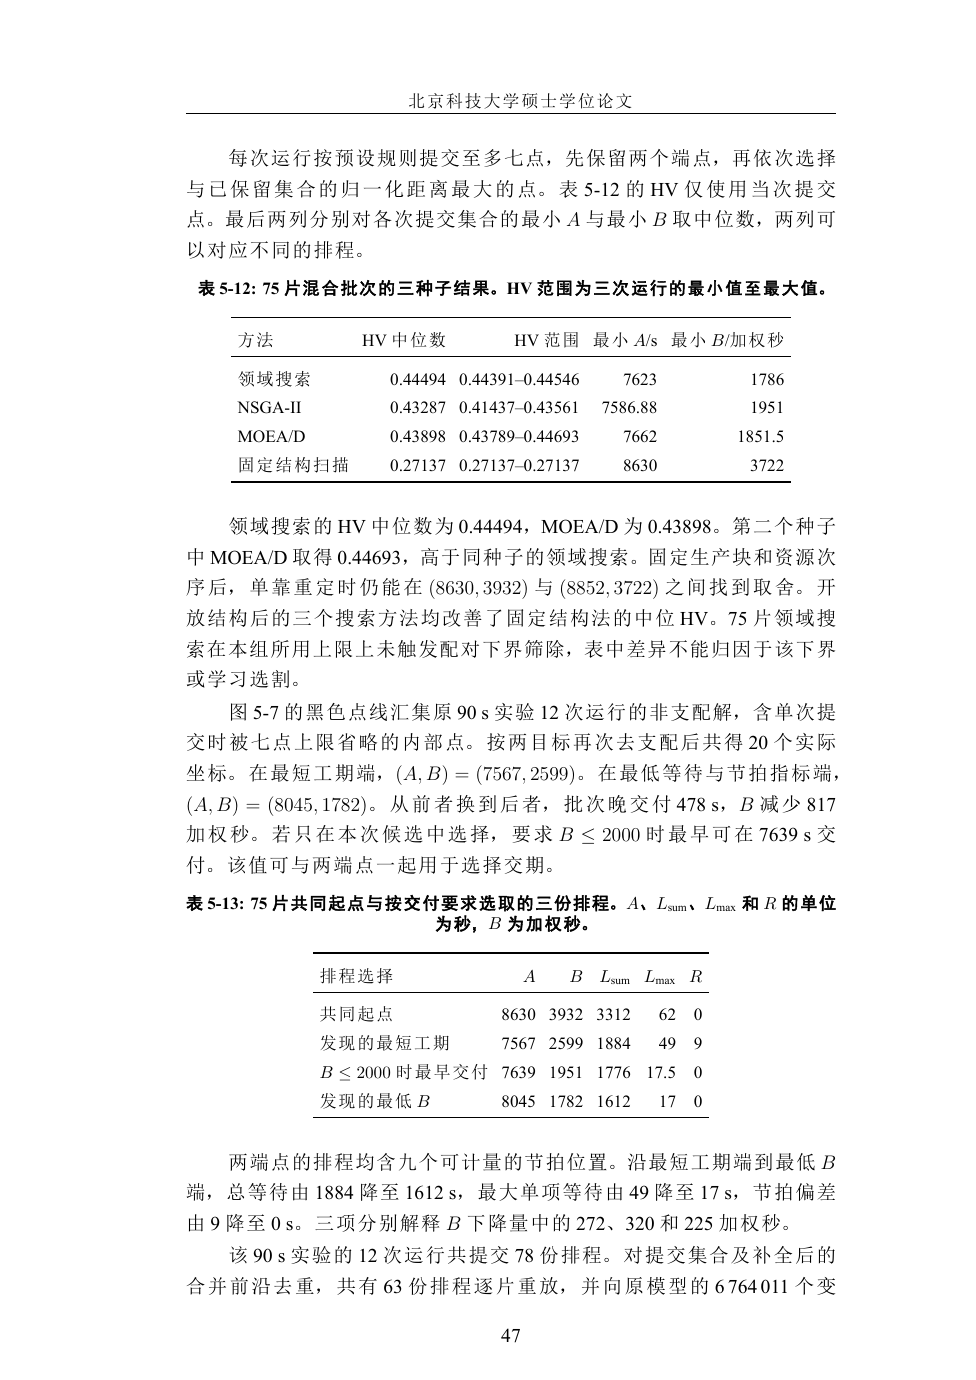 北京科技大学硕士学位论文
每次运行按预设规则提交至多七点，先保留两个端点，再依次选择
与已保留集合的归一化距离最大的点。表 5-12 的 HV 仅使用当次提交
点。最后两列分别对各次提交集合的最小 A 与最小 B 取中位数，两列可
以对应不同的排程。
表 5-12: 75 片混合批次的三种子结果。HV 范围为三次运行的最小值至最大值。
方法 HV 中位数 HV 范围 最小 A/s 最小 B/加权秒
领域搜索 0.44494 0.44391–0.44546 7623 1786
NSGA-II 0.43287 0.41437–0.43561 7586.88 1951
MOEA/D 0.43898 0.43789–0.44693 7662 1851.5
固定结构扫描 0.27137 0.27137–0.27137 8630 3722
领域搜索的 HV 中位数为 0.44494，MOEA/D 为 0.43898。第二个种子
中 MOEA/D 取得 0.44693，高于同种子的领域搜索。固定生产块和资源次
序后，单靠重定时仍能在 (8630, 3932) 与 (8852, 3722) 之间找到取舍。开
放结构后的三个搜索方法均改善了固定结构法的中位 HV。75 片领域搜
索在本组所用上限上未触发配对下界筛除，表中差异不能归因于该下界
或学习选割。
图 5-7 的黑色点线汇集原 90 s 实验 12 次运行的非支配解，含单次提
交时被七点上限省略的内部点。按两目标再次去支配后共得 20 个实际
坐标。在最短工期端，(A, B) = (7567, 2599)。在最低等待与节拍指标端，
(A, B) = (8045, 1782)。从前者换到后者，批次晚交付 478 s，B 减少 817
加权秒。若只在本次候选中选择，要求 B ≤ 2000 时最早可在 7639 s 交
付。该值可与两端点一起用于选择交期。
表 5-13: 75 片共同起点与按交付要求选取的三份排程。A、Lsum、Lmax 和 R 的单位
为秒，B 为加权秒。
排程选择 A B Lsum Lmax R
共同起点 8630 3932 3312 62 0
发现的最短工期 7567 2599 1884 49 9
B ≤ 2000 时最早交付 7639 1951 1776 17.5 0
发现的最低 B 8045 1782 1612 17 0
两端点的排程均含九个可计量的节拍位置。沿最短工期端到最低 B
端，总等待由 1884 降至 1612 s，最大单项等待由 49 降至 17 s，节拍偏差
由 9 降至 0 s。三项分别解释 B 下降量中的 272、320 和 225 加权秒。
该 90 s 实验的 12 次运行共提交 78 份排程。对提交集合及补全后的
合并前沿去重，共有 63 份排程逐片重放，并向原模型的 6 764 011 个变
47